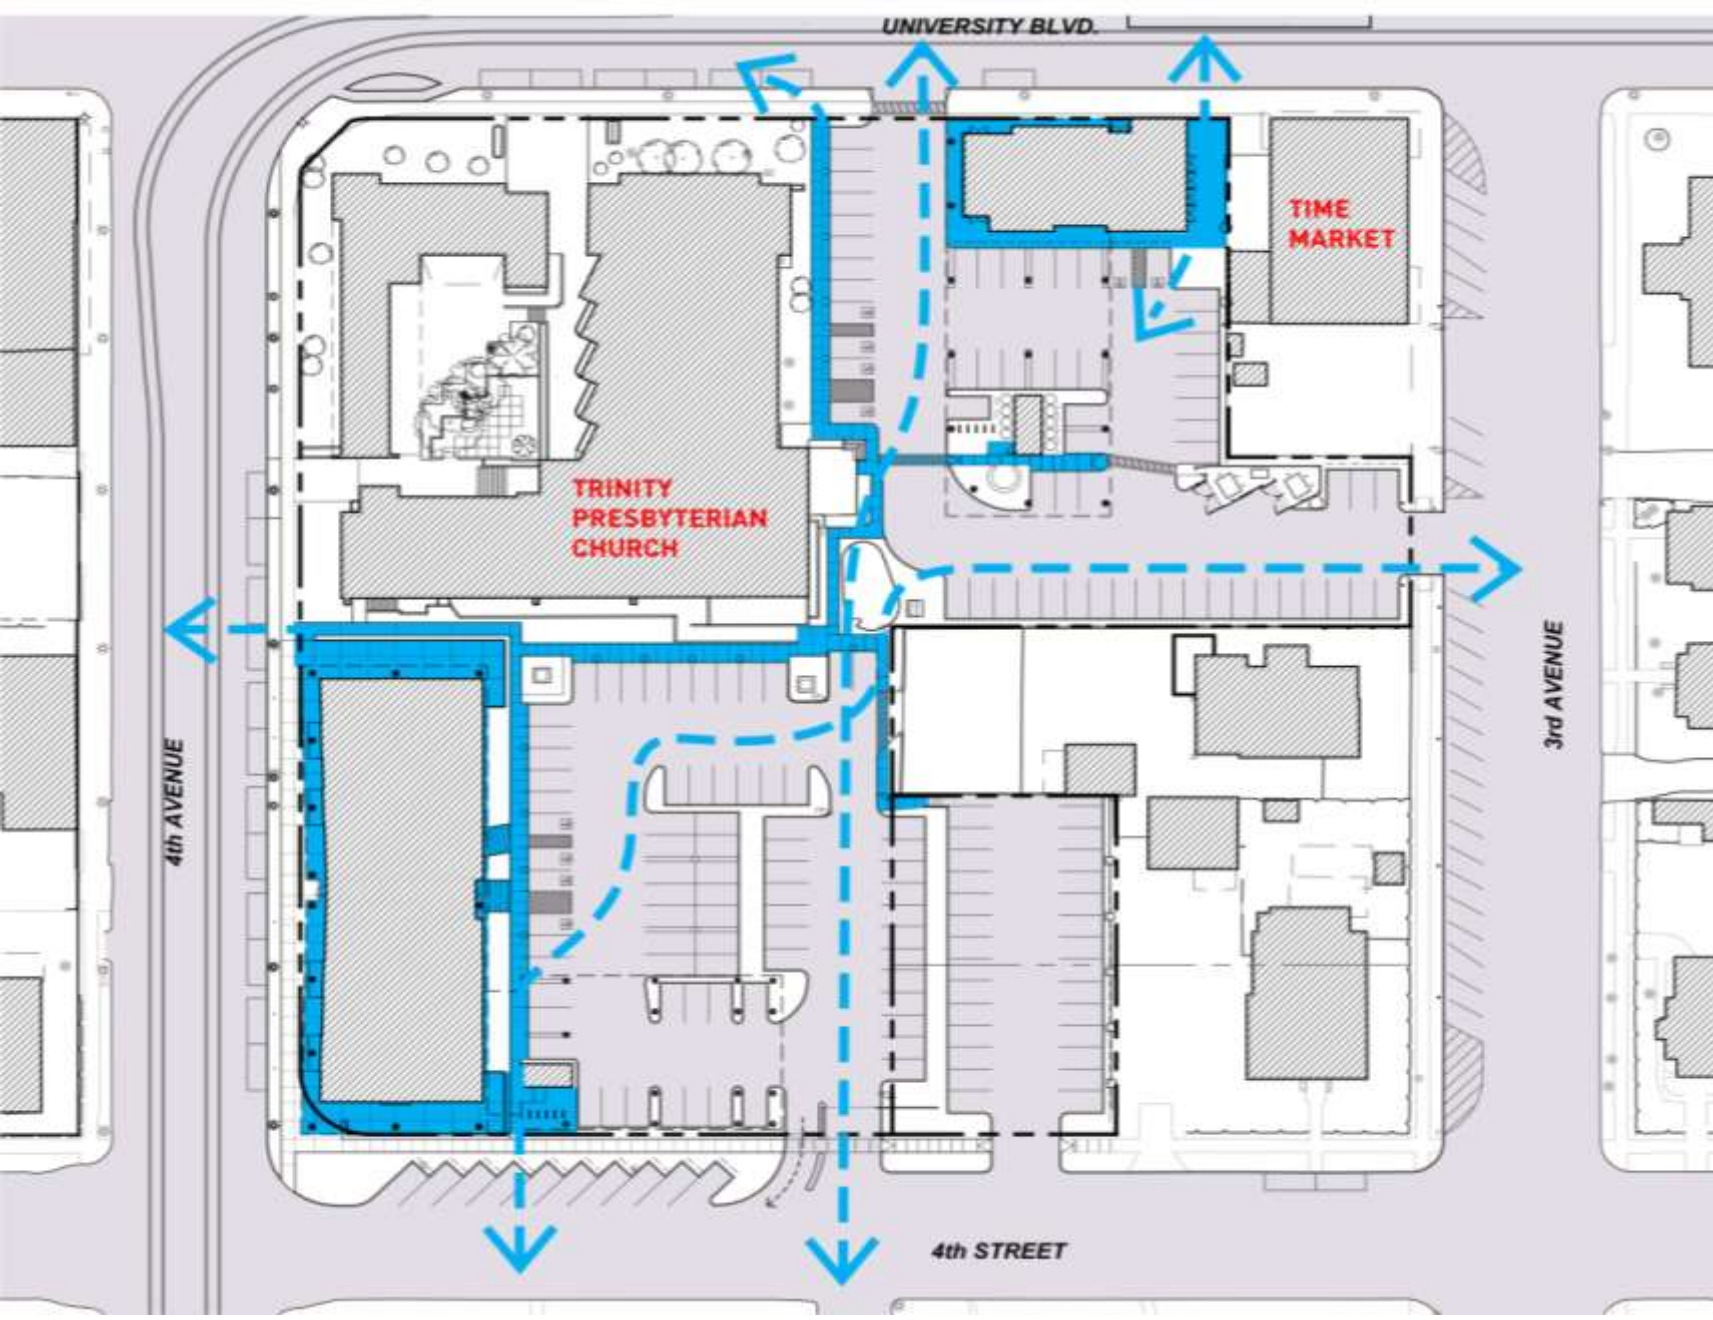 UNIVERSITY BLVD.
TIME
MARKET
TRINITY
PRESBYTERIAN
CHURCH
4th AVENUE
3rd AVENUE
4th STREET